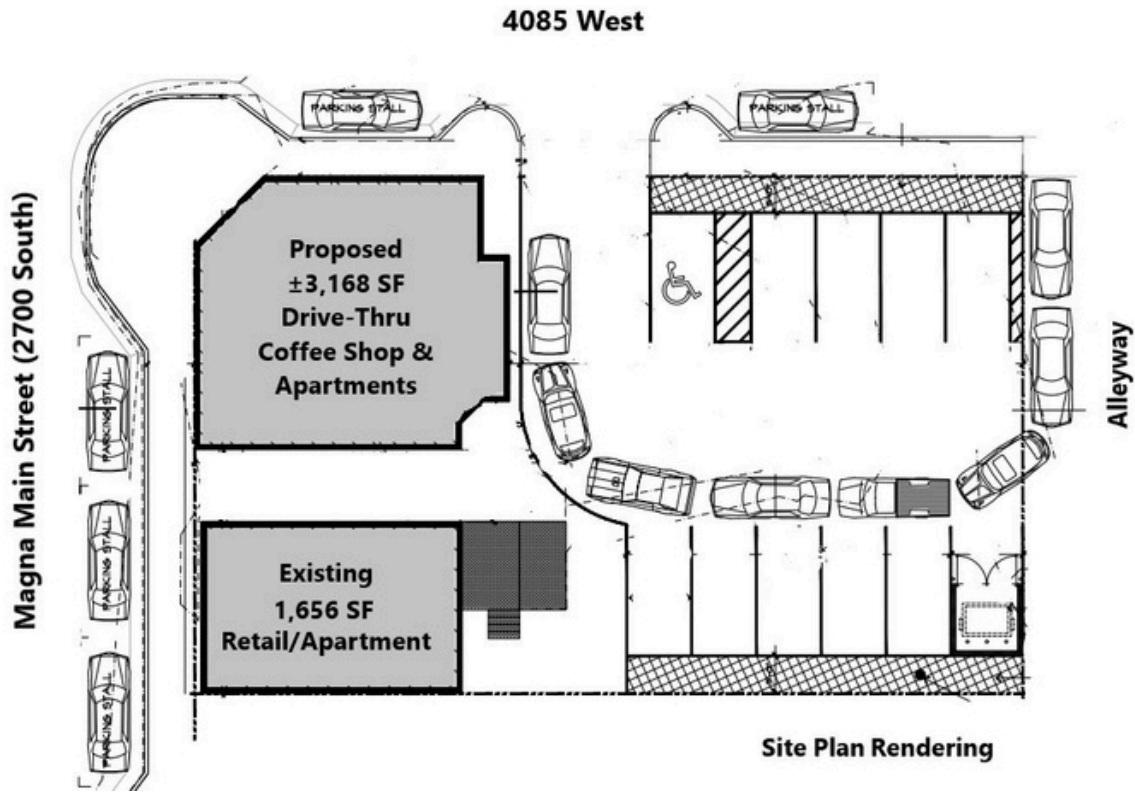 4085 West
PARKING STALL
PARKING STALL
Magna Main Street (2700 South)
Proposed
±3,168 SF
Drive-Thru
Coffee Shop &
Apartments
Alleyway
PARKING STALL
PARKING STALL
PARKING STALL
Existing
1,656 SF
Retail/Apartment
Site Plan Rendering